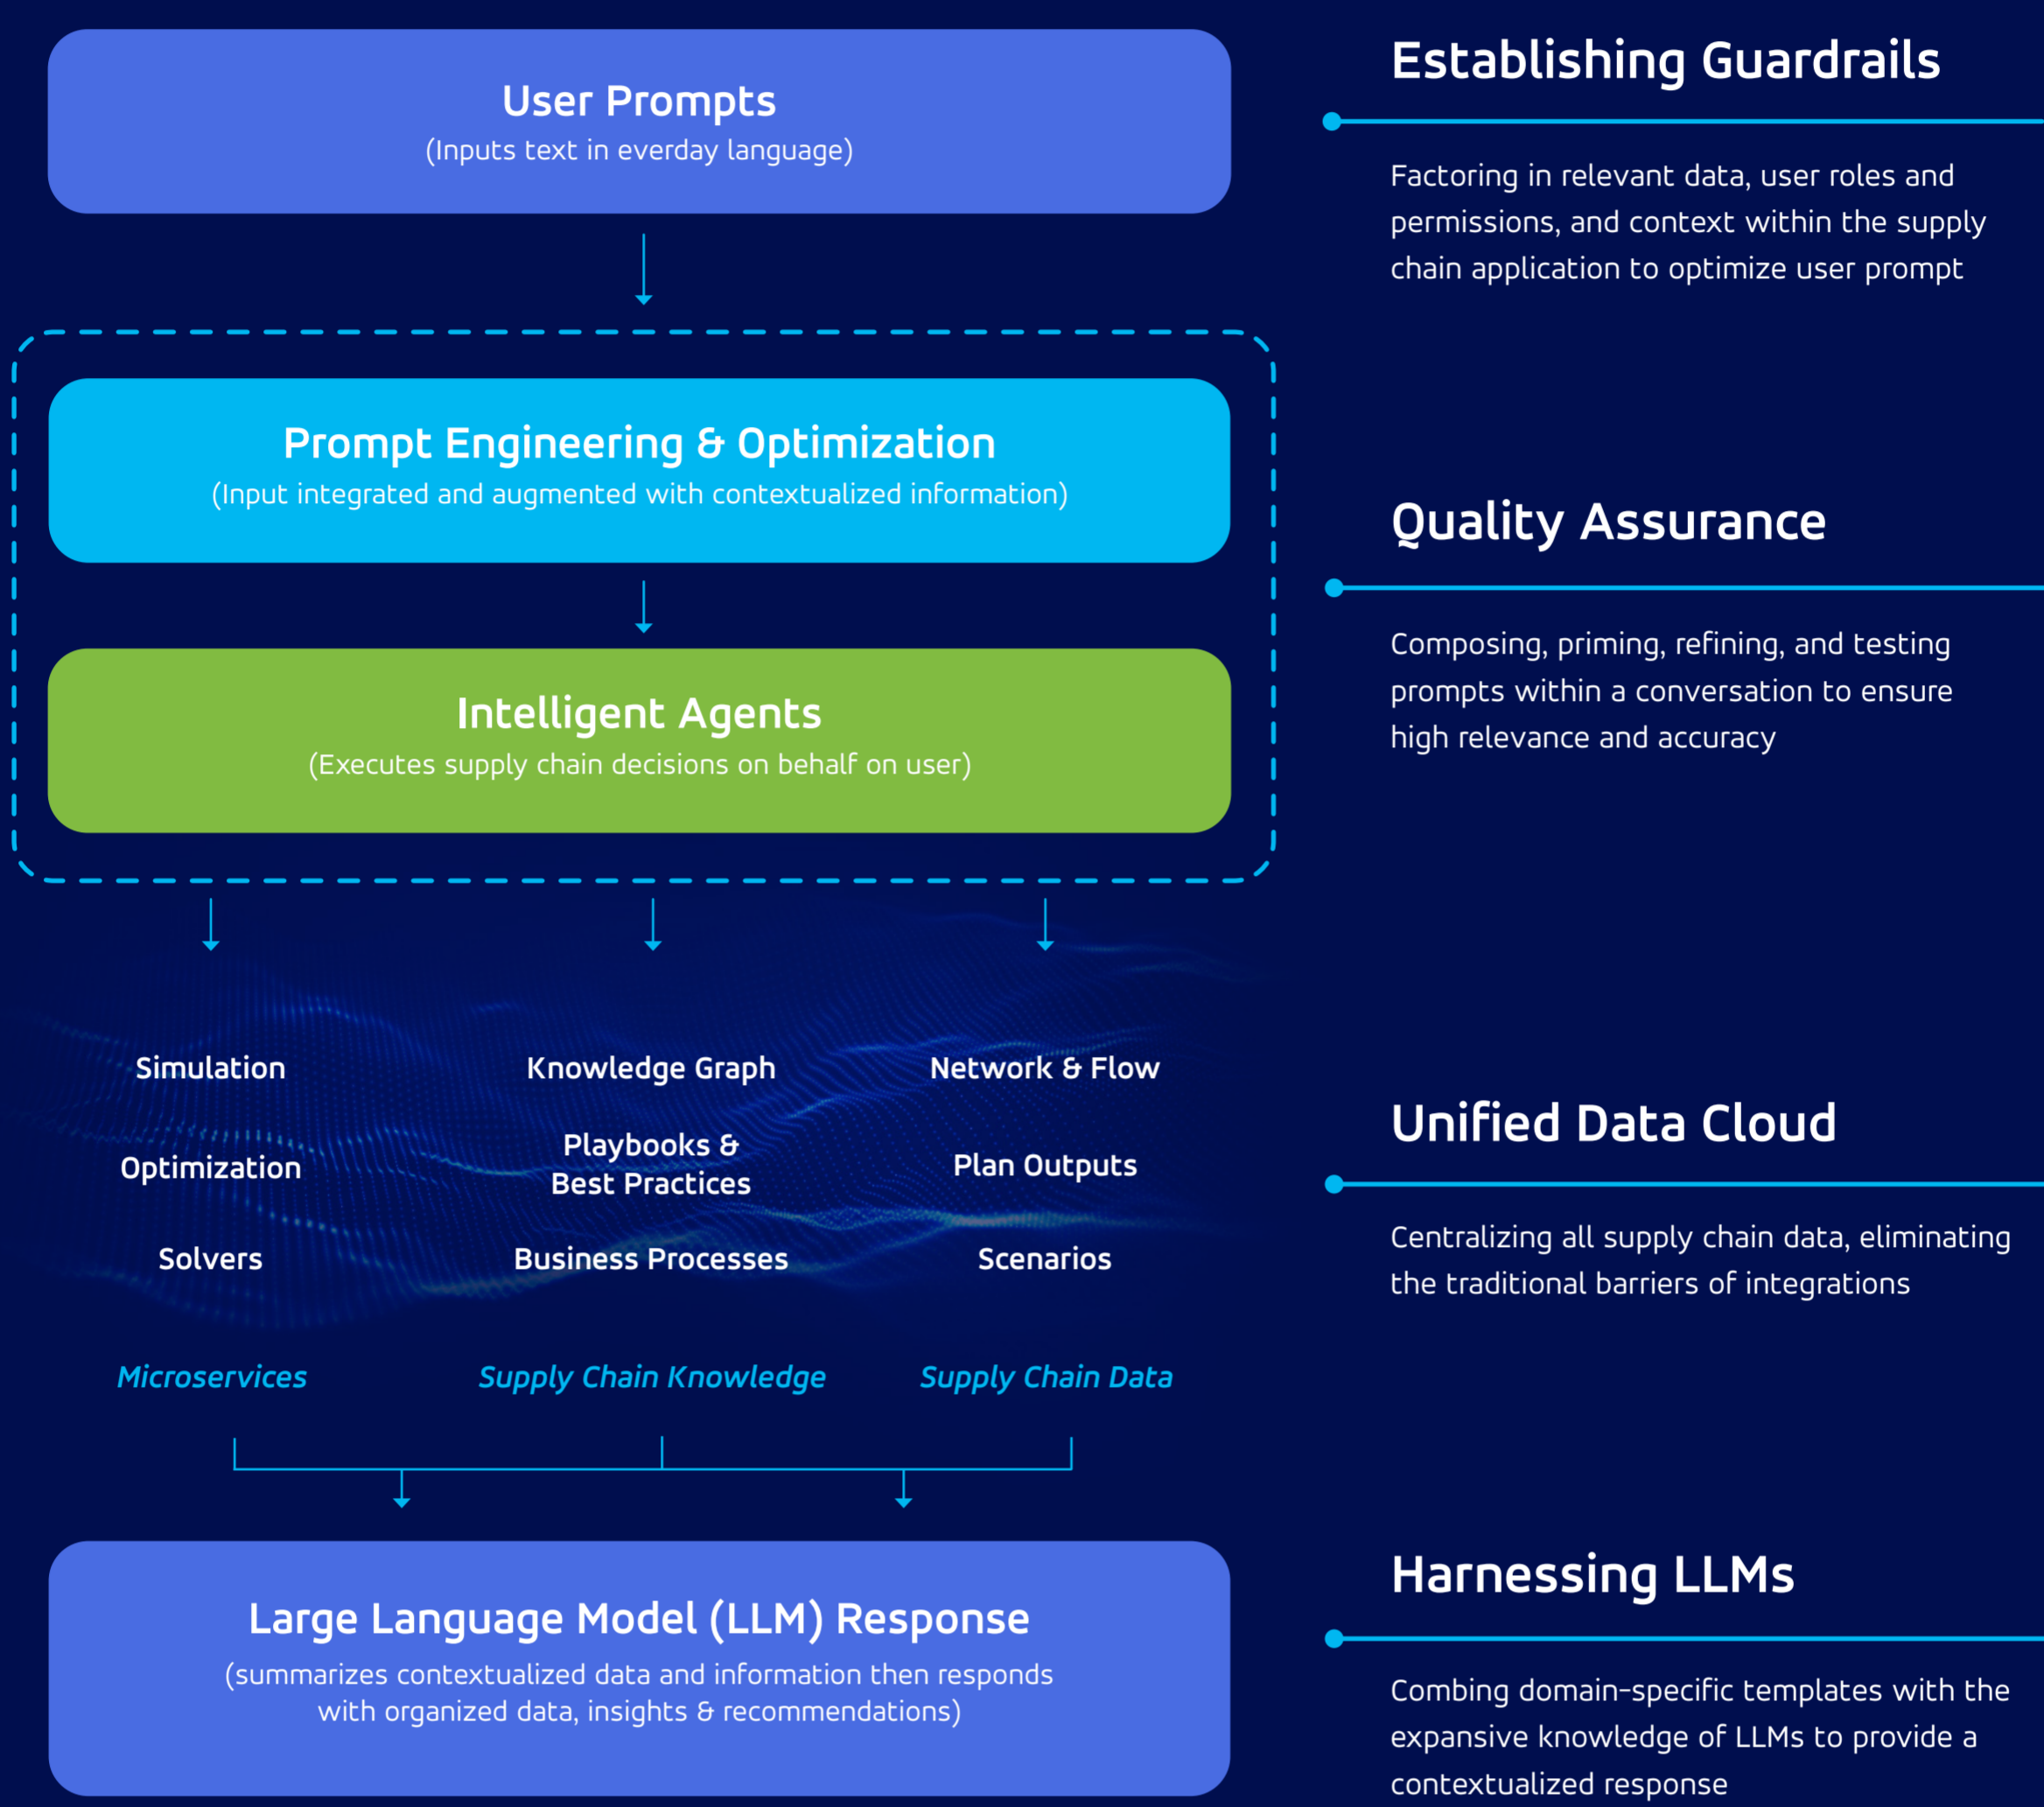 User Prompts
(Inputs text in everday language)
Establishing Guardrails
Factoring in relevant data, user roles and
permissions, and context within the supply
chain application to optimize user prompt
Prompt Engineering & Optimization
(Input integrated and augmented with contextualized information)
Intelligent Agents
(Executes supply chain decisions on behalf on user)
Quality Assurance
Composing, priming, refining, and testing
prompts within a conversation to ensure
high relevance and accuracy
Simulation
Optimization
Solvers
Microservices
Knowledge Graph
Playbooks &
Best Practices
Business Processes
Supply Chain Knowledge
Network & Flow
Plan Outputs
Scenarios
Supply Chain Data
Unified Data Cloud
Centralizing all supply chain data, eliminating
the traditional barriers of integrations
Large Language Model (LLM) Response
(summarizes contextualized data and information then responds
with organized data, insights & recommendations)
Harnessing LLMs
Combing domain-specific templates with the
expansive knowledge of LLMs to provide a
contextualized response